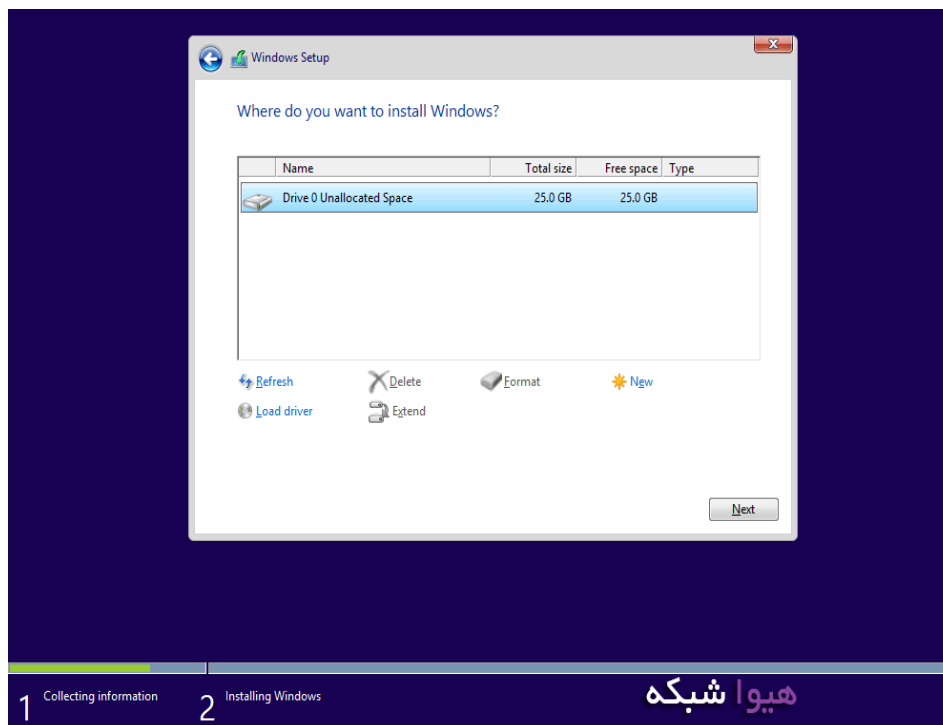 Windows Setup
Where do you want to install Windows?
Name Total size Free space Type
Drive 0 Unallocated Space 25.0 GB 25.0 GB
Refresh Delete Format New
Load driver Extend
Next
1 Collecting information 2 Installing Windows
هیوا شبکه